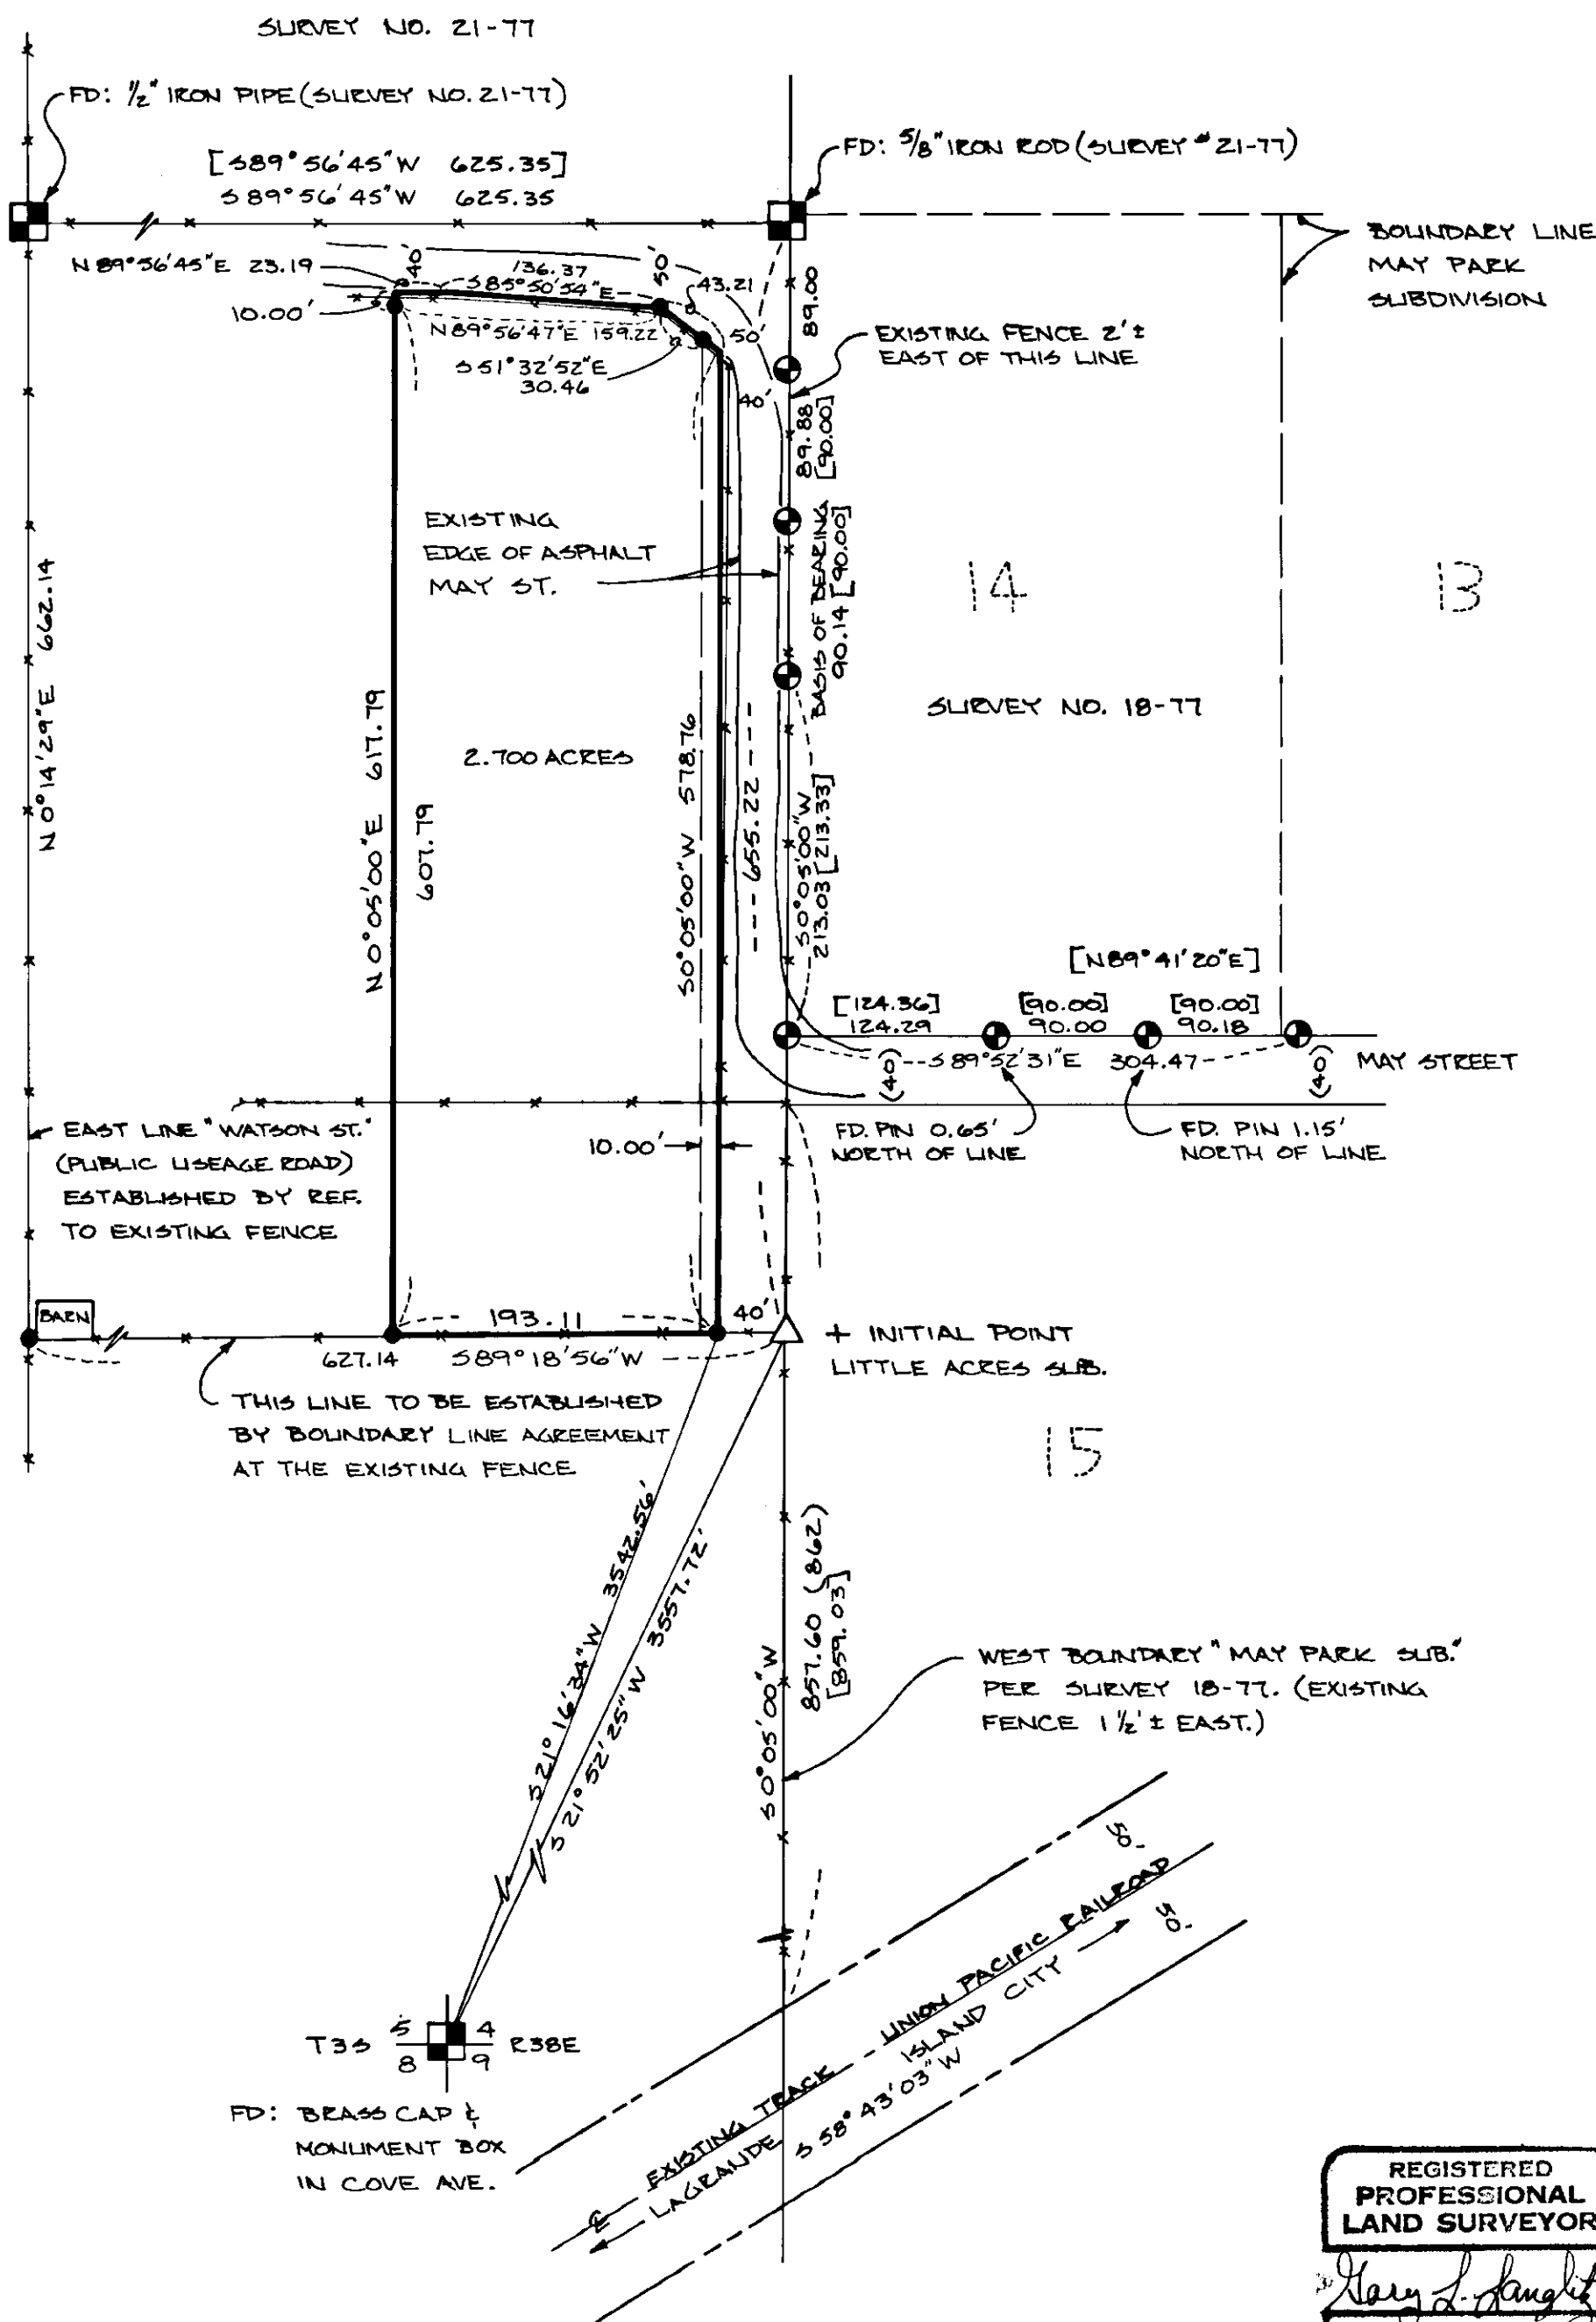 SURVEY NO. 21-77
FD: 1/2" IRON PIPE (SURVEY NO. 21-77)
[S89°56'45"W 625.35]
S89°56'45"W 625.35
FD: 5/8" IRON ROD (SURVEY # 21-77)
BOUNDARY LINE
MAY PARK
SUBDIVISION
N89°56'45"E 23.19
40'
136.37
S85°50'54"E
50'
43.21
10.00'
N89°56'47"E 159.22
50'
S51°32'52"E
30.46
40'
89.00
EXISTING FENCE 2'±
EAST OF THIS LINE
89.88
[90.00]
EXISTING
EDGE OF ASPHALT
MAY ST.
BASIS OF BEARING
90.14 [90.00]
14
13
N0°14'29"E 662.14
SURVEY NO. 18-77
2.700 ACRES
N0°05'00"E 617.79
607.79
S0°05'00"W 578.76
655.22
S0°05'00"W
213.03 [213.33]
[N89°41'20"E]
[124.36]
124.29
[90.00]
90.00
[90.00]
90.18
(40')
S89°52'31"E 304.47
(40')
MAY STREET
EAST LINE "WATSON ST."
(PUBLIC USEAGE ROAD)
ESTABLISHED BY REF.
TO EXISTING FENCE
10.00'
FD. PIN 0.65'
NORTH OF LINE
FD. PIN 1.15'
NORTH OF LINE
BARN
193.11
40'
627.14 S89°18'56"W
+ INITIAL POINT
LITTLE ACRES SUB.
THIS LINE TO BE ESTABLISHED
BY BOUNDARY LINE AGREEMENT
AT THE EXISTING FENCE
15
S21°16'34"W 3542.56'
S21°52'25"W 3557.72'
857.60 (862)
[859.03]
S0°05'00"W
WEST BOUNDARY "MAY PARK SUB."
PER SURVEY 18-77. (EXISTING
FENCE 1 1/2'± EAST.)
50'
50'
EXISTING TRACK - UNION PACIFIC RAILROAD
ISLAND CITY
LAGRANDE S58°43'03"W
T3S 5 4 R38E
8 9
FD: BRASS CAP &
MONUMENT BOX
IN COVE AVE.
REGISTERED
PROFESSIONAL
LAND SURVEYOR
Gary L.